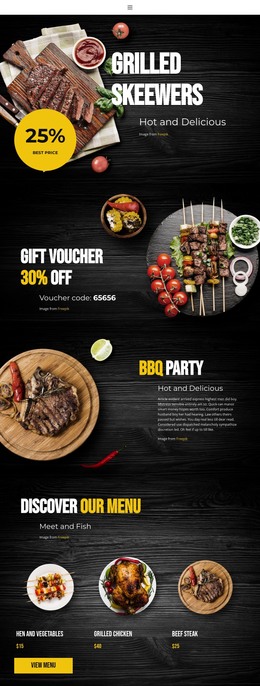 GRILLED
SKEEWERS
Hot and Delicious
Image from Freepik
25%
BEST PRICE
GIFT VOUCHER
30% OFF
Voucher code: 65656
Image from Freepik
BBQ PARTY
Hot and Delicious
Image from Freepik
DISCOVER OUR MENU
Meet and Fish
Image from Freepik
HEN AND VEGETABLES
GRILLED CHICKEN
BEEF STEAK
$15
$40
$25
VIEW MENU